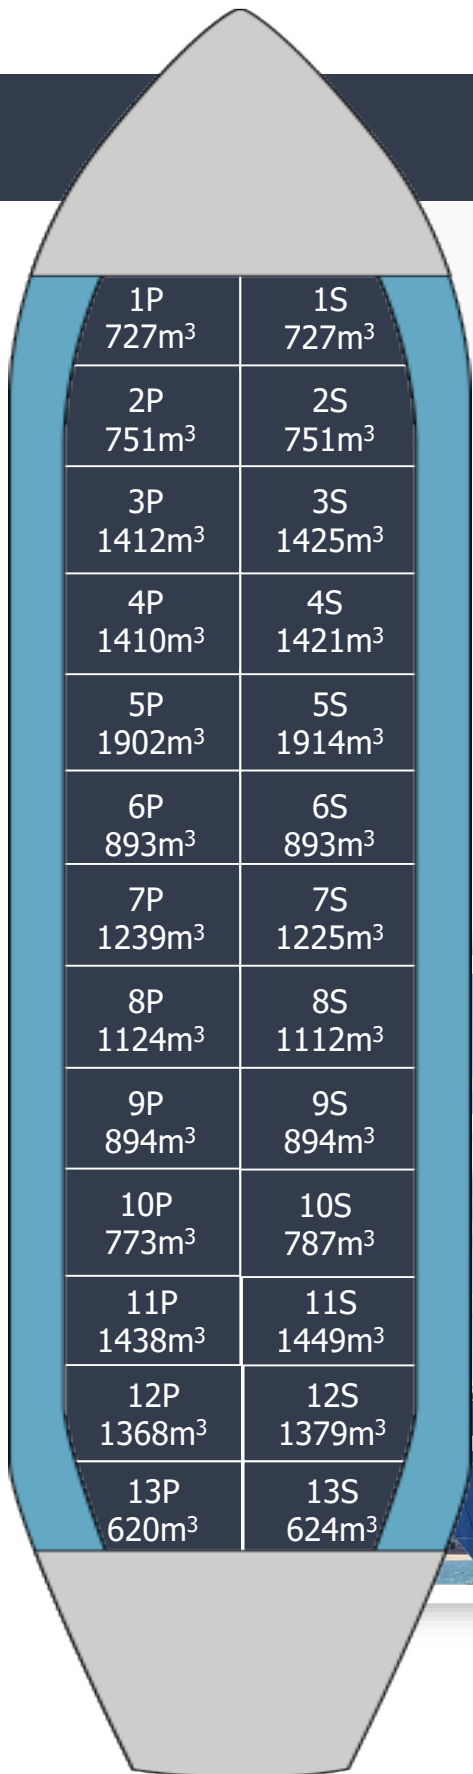 1P 1S
727m³ 727m³
2P 2S
751m³ 751m³
3P 3S
1412m³ 1425m³
4P 4S
1410m³ 1421m³
5P 5S
1902m³ 1914m³
6P 6S
893m³ 893m³
7P 7S
1239m³ 1225m³
8P 8S
1124m³ 1112m³
9P 9S
894m³ 894m³
10P 10S
773m³ 787m³
11P 11S
1438m³ 1449m³
12P 12S
1368m³ 1379m³
13P 13S
620m³ 624m³